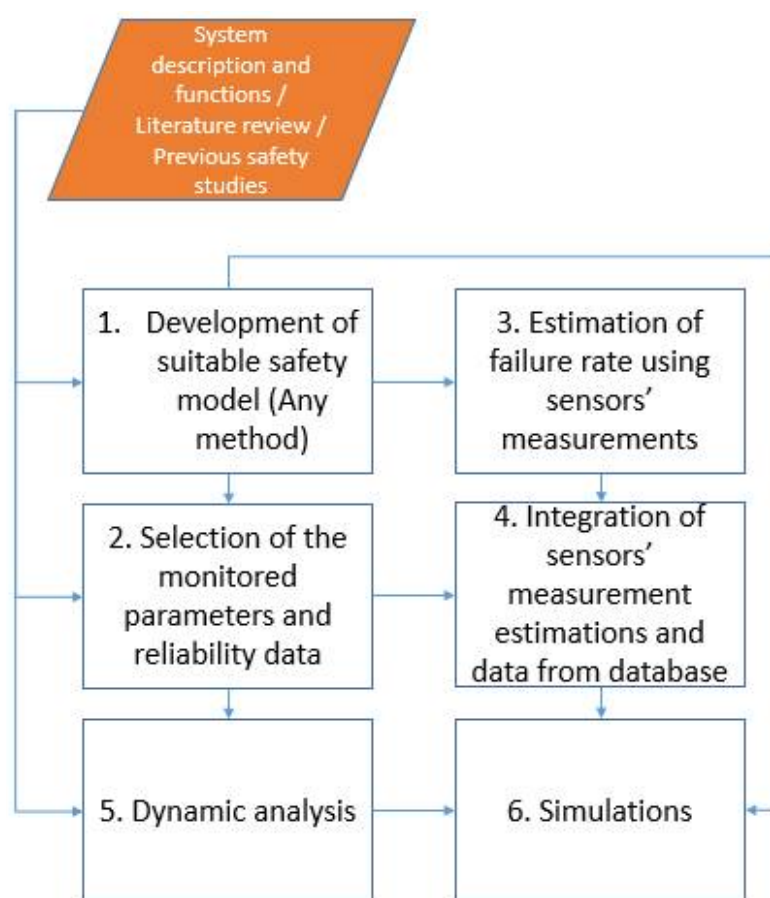 System
description and
functions /
Literature review /
Previous safety
studies
1. Development of
suitable safety
model (Any
method)
3. Estimation of
failure rate using
sensors’
measurements
2. Selection of the
monitored
parameters and
reliability data
4. Integration of
sensors’
measurement
estimations and
data from database
5. Dynamic analysis
6. Simulations